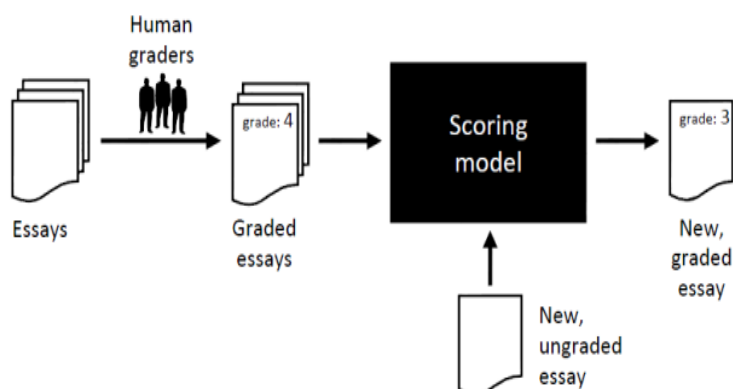 Human
graders
grade: 4
Scoring
model
grade: 3
Essays
Graded
essays
New,
graded
essay
New,
ungraded
essay